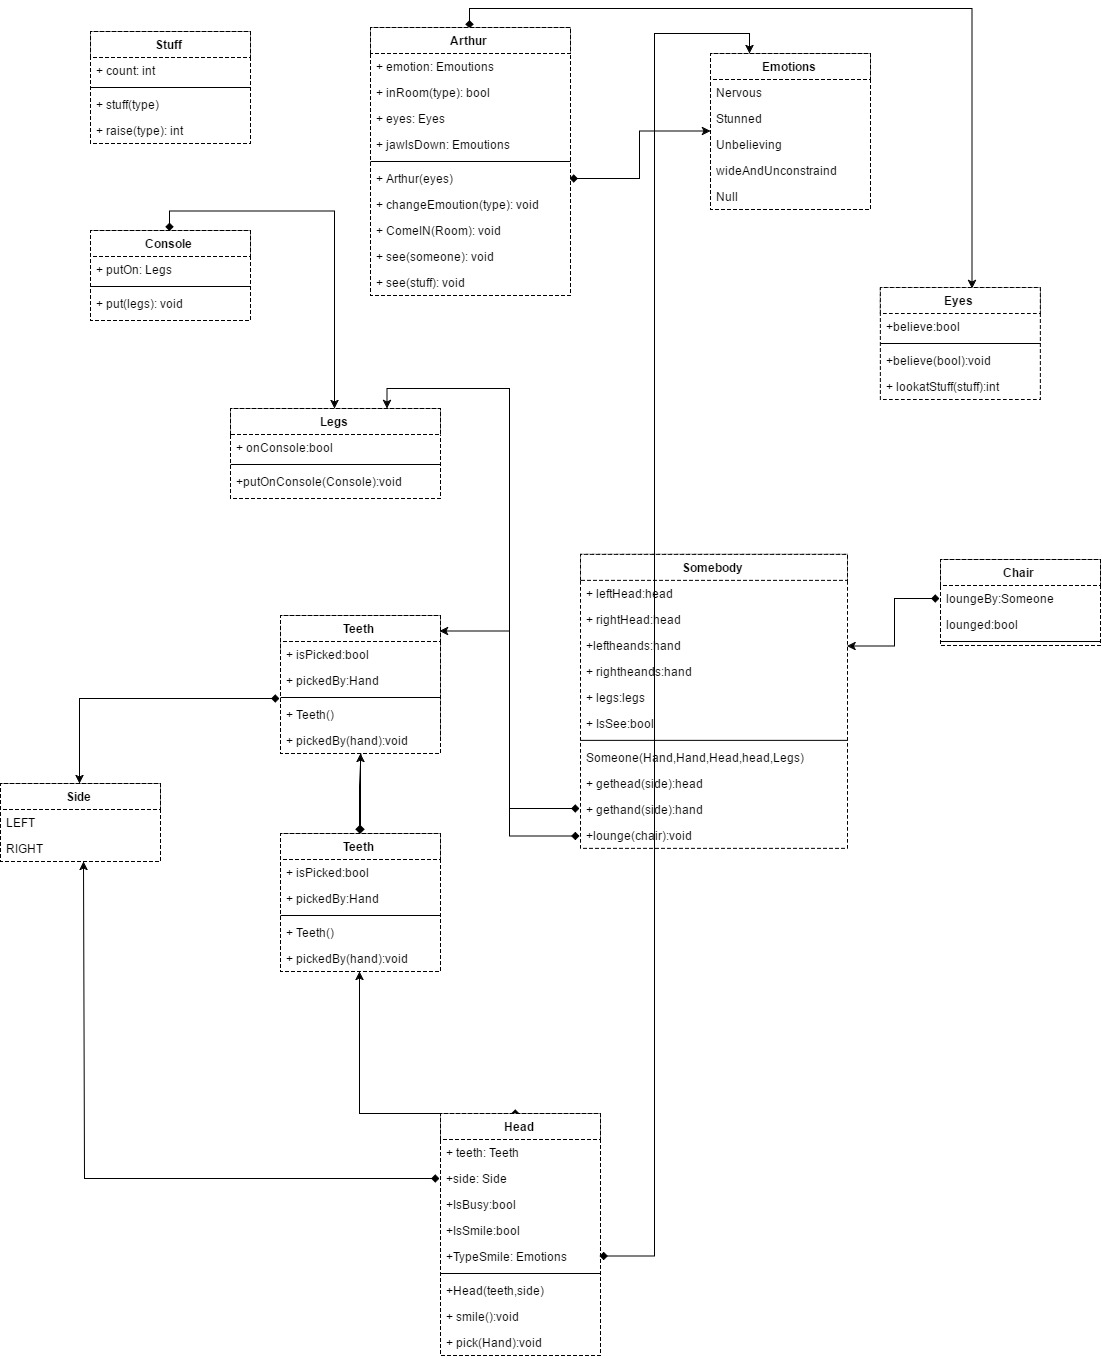 Stuff
+ count: int
+ stuff(type)
+ raise(type): int
Arthur
+ emotion: Emoutions
+ inRoom(type): bool
+ eyes: Eyes
+ jawIsDown: Emoutions
+ Arthur(eyes)
+ changeEmoution(type): void
+ ComeIN(Room): void
+ see(someone): void
+ see(stuff): void
Emotions
Nervous
Stunned
Unbelieving
wideAndUnconstraind
Null
Console
+ putOn: Legs
+ put(legs): void
Eyes
+believe:bool
+believe(bool):void
+ lookatStuff(stuff):int
Legs
+ onConsole:bool
+putOnConsole(Console):void
Somebody
+ leftHead:head
+ rightHead:head
+leftheands:hand
+ rightheands:hand
+ legs:legs
+ IsSee:bool
Someone(Hand,Hand,Head,head,Legs)
+ gethead(side):head
+ gethand(side):hand
+lounge(chair):void
Chair
loungeBy:Someone
lounged:bool
Teeth
+ isPicked:bool
+ pickedBy:Hand
+ Teeth()
+ pickedBy(hand):void
Side
LEFT
RIGHT
Teeth
+ isPicked:bool
+ pickedBy:Hand
+ Teeth()
+ pickedBy(hand):void
Head
+ teeth: Teeth
+side: Side
+IsBusy:bool
+IsSmile:bool
+TypeSmile: Emotions
+Head(teeth,side)
+ smile():void
+ pick(Hand):void